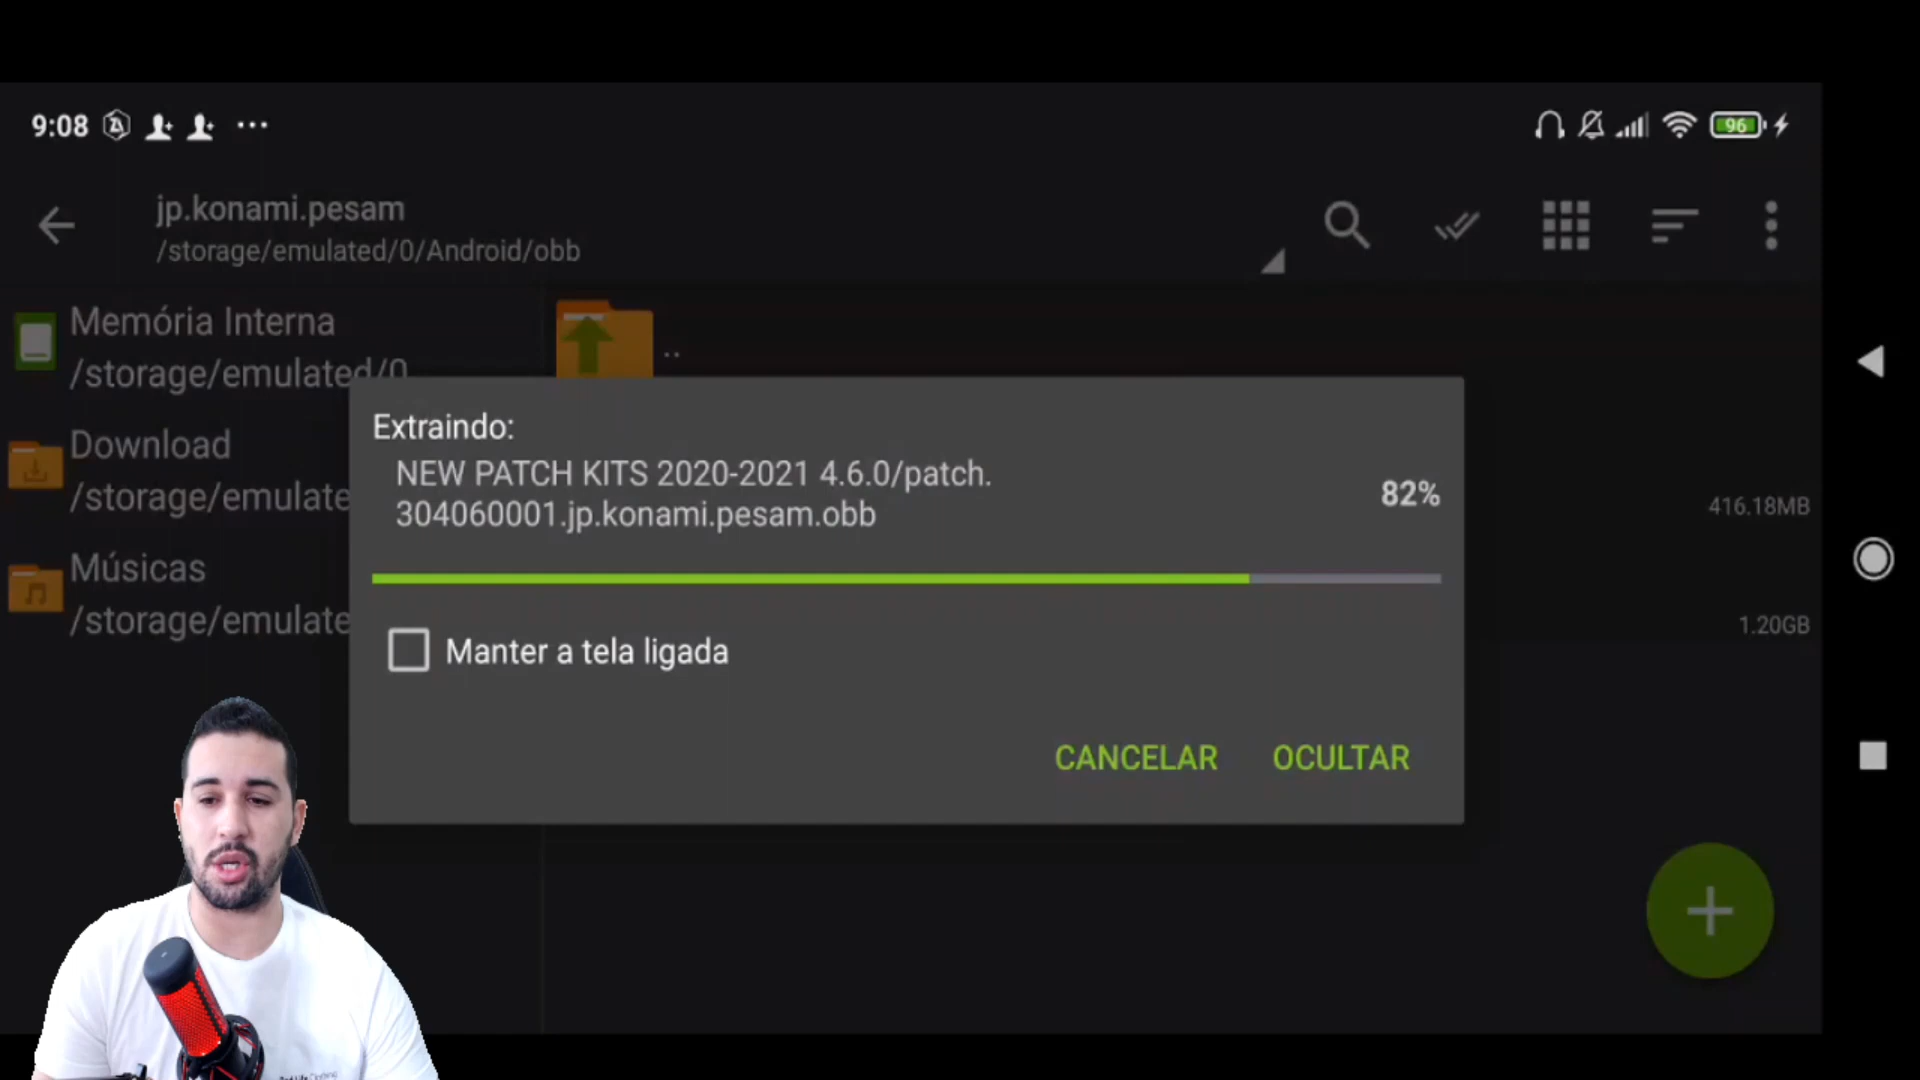 9:08
96
jp.konami.pesam
/storage/emulated/0/Android/obb
Memória Interna
/storage/emulated/0
..
Download
/storage/emulate
Músicas
/storage/emulate
Extraindo:
NEW PATCH KITS 2020-2021 4.6.0/patch.
304060001.jp.konami.pesam.obb
82%
416.18MB
1.20GB
Manter a tela ligada
CANCELAR
OCULTAR